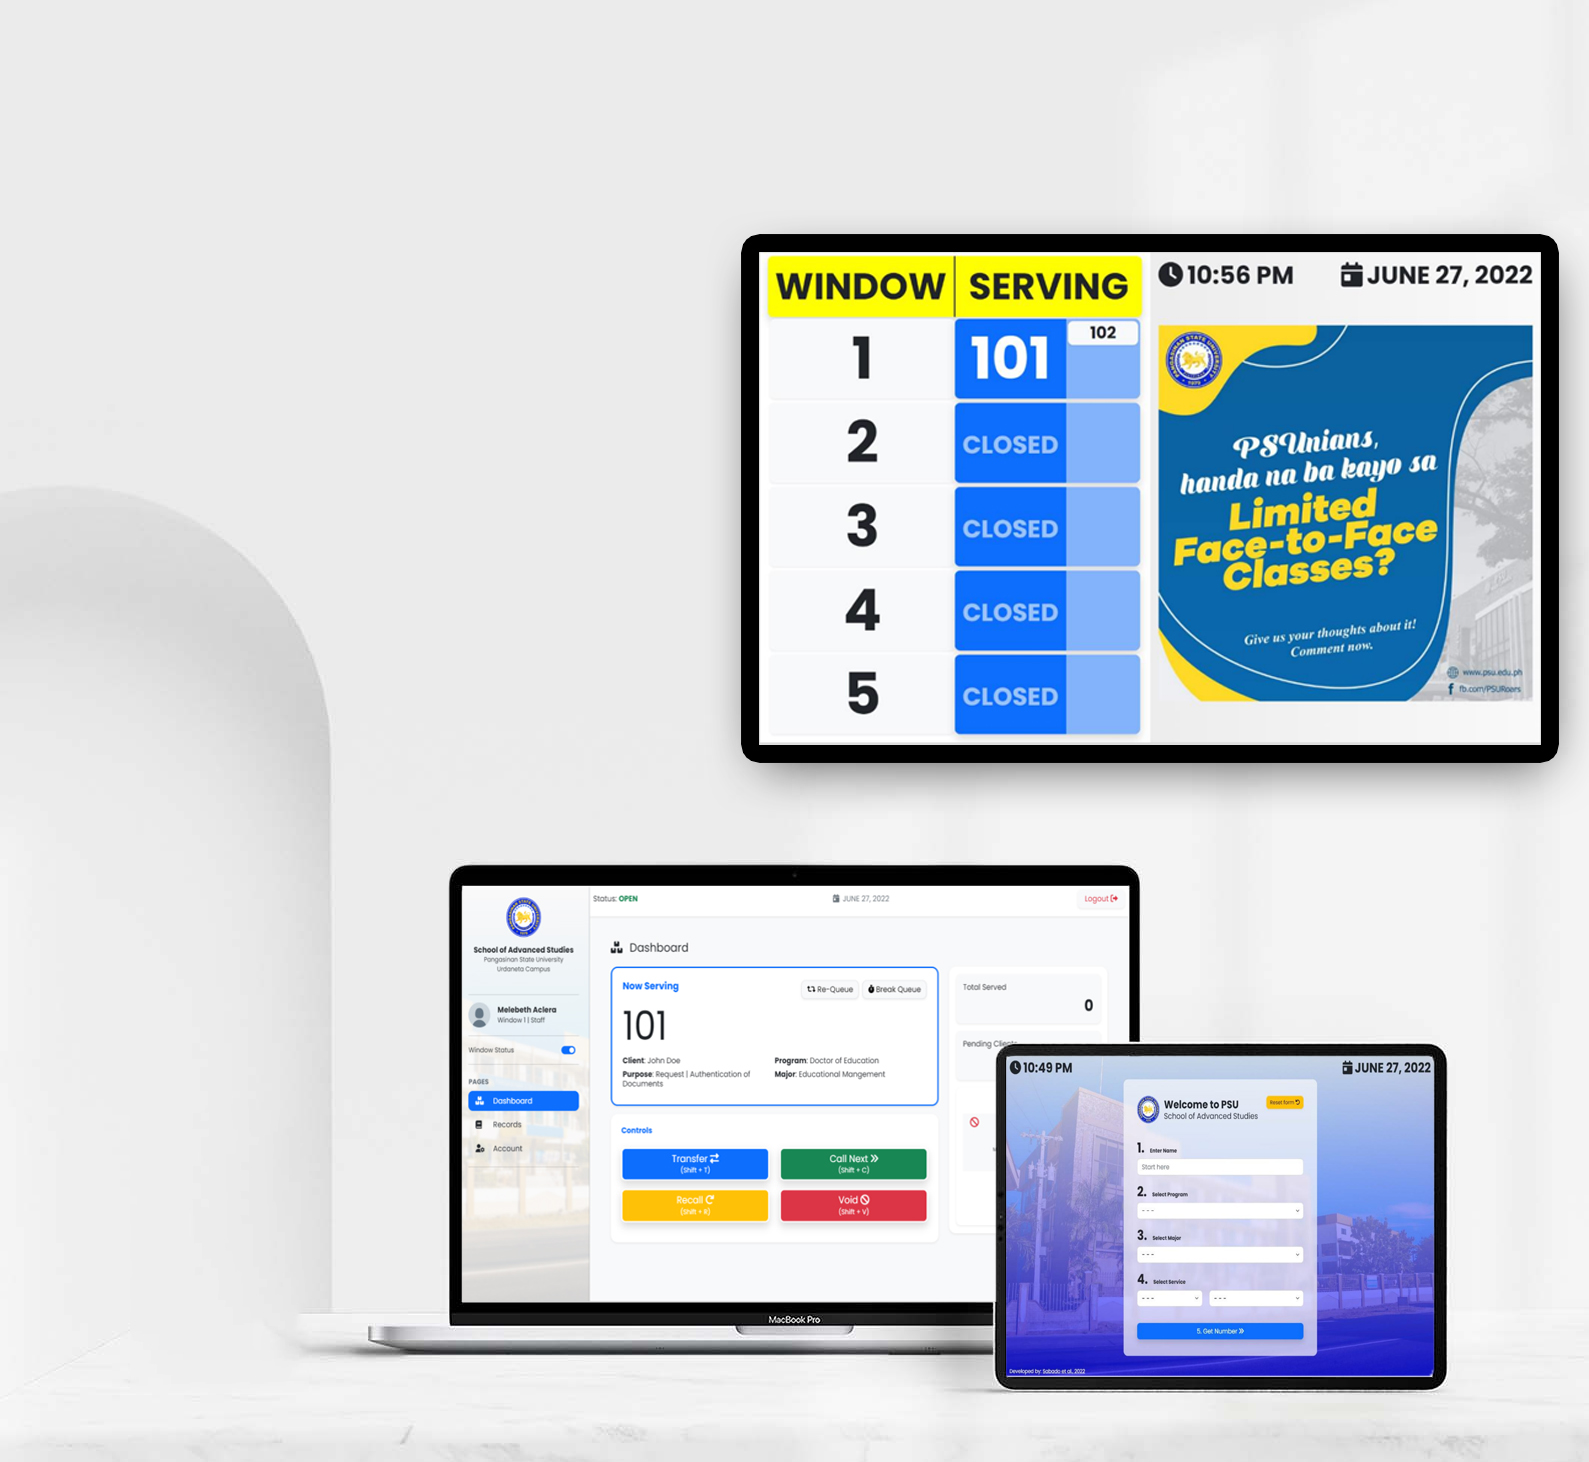 WINDOW SERVING
1 101 102
2 CLOSED
3 CLOSED
4 CLOSED
5 CLOSED
10:56 PM JUNE 27, 2022
PANGASINAN STATE UNIVERSITY
1979
PSUnians,
handa na ba kayo sa
Limited
Face-to-Face
Classes?
Give us your thoughts about it!
Comment now.
www.psu.edu.ph
fb.com/PSURoars
School of Advanced Studies
Pangasinan State University
Urdaneta Campus
Melebeth Aclera
Window 1 | Staff
Window Status
PAGES
Dashboard
Records
Account
Status: OPEN JUNE 27, 2022 Logout
Dashboard
Now Serving Re-Queue Break Queue
101
Client: John Doe Program: Doctor of Education
Purpose: Request | Authentication of Major: Educational Mangement
Documents
Controls
Transfer Call Next
(Shift + T) (Shift + C)
Recall Void
(Shift + R) (Shift + V)
Total Served
0
Pending Clients
MacBook Pro
10:49 PM JUNE 27, 2022
Welcome to PSU Reset form
School of Advanced Studies
1. Enter Name
Start here
2. Select Program
---
3. Select Major
---
4. Select Service
--- ---
5. Get Number
Developed by: Sabado et al., 2022